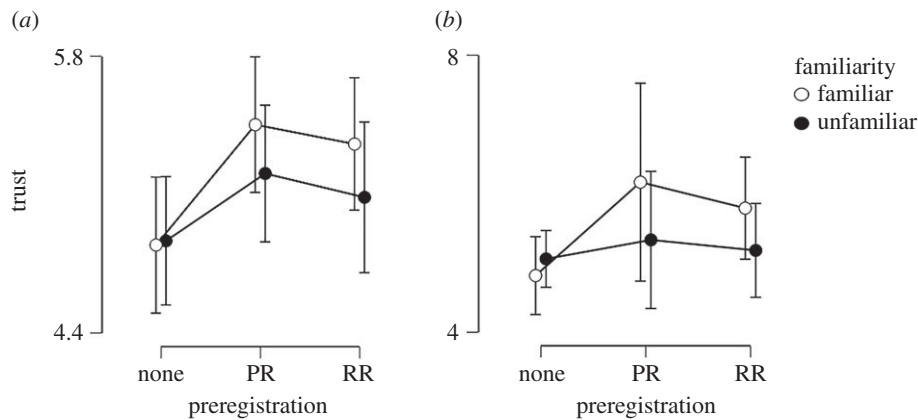 (a)
5.8
trust
4.4
none PR RR
preregistration
(b)
8
4
none PR RR
preregistration
familiarity
familiar
unfamiliar